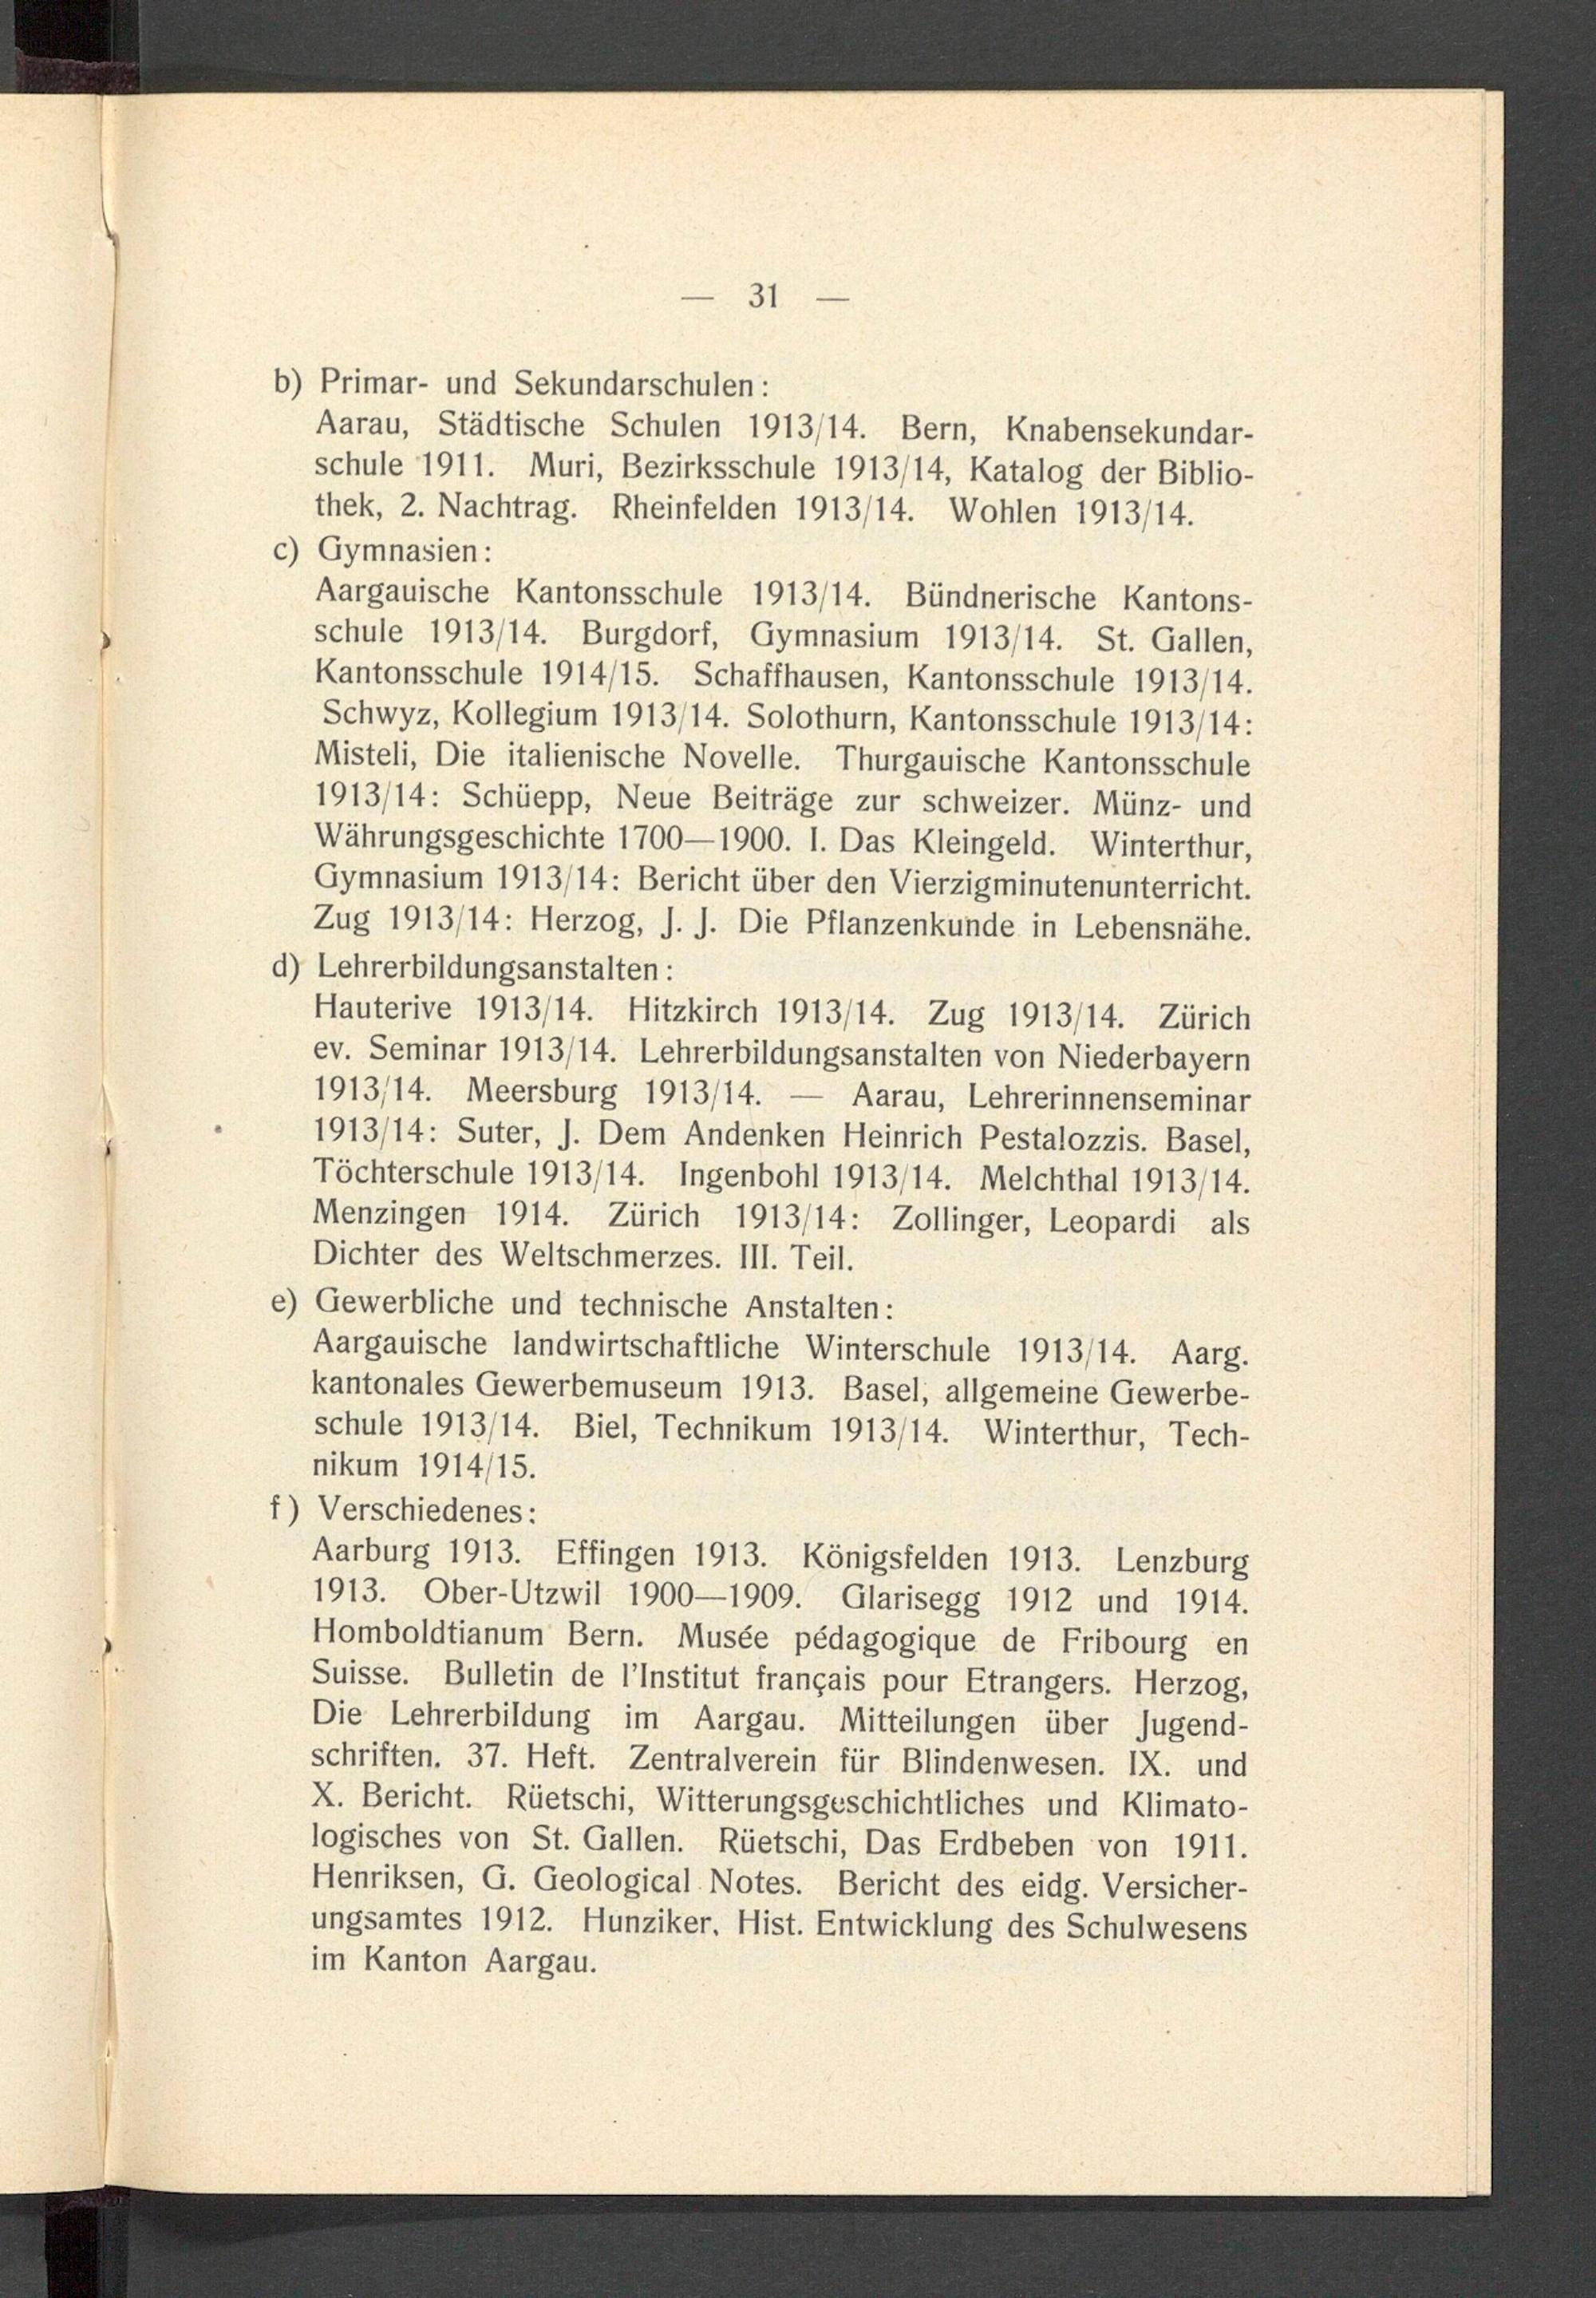 — 31 —
b) Primar- und Sekundarschulen:
Aarau, Städtische Schulen 1913/14. Bern, Knabensekundar-
schule 1911. Muri, Bezirksschule 1913/14, Katalog der Biblio-
thek, 2. Nachtrag. Rheinfelden 1913/14. Wohlen 1913/14.
c) Gymnasien:
Aargauische Kantonsschule 1913/14. Bündnerische Kantons-
schule 1913/14. Burgdorf, Gymnasium 1913/14. St. Gallen,
Kantonsschule 1914/15. Schaffhausen, Kantonsschule 1913/14.
Schwyz, Kollegium 1913/14. Solothurn, Kantonsschule 1913/14:
Misteli, Die italienische Novelle. Thurgauische Kantonsschule
1913/14: Schüepp, Neue Beiträge zur schweizer. Münz- und
Währungsgeschichte 1700—1900. I. Das Kleingeld. Winterthur,
Gymnasium 1913/14: Bericht über den Vierzigminutenunterricht.
Zug 1913/14: Herzog, J. J. Die Pflanzenkunde in Lebensnähe.
d) Lehrerbildungsanstalten:
Hauterive 1913/14. Hitzkirch 1913/14. Zug 1913/14. Zürich
ev. Seminar 1913/14. Lehrerbildungsanstalten von Niederbayern
1913/14. Meersburg 1913/14. — Aarau, Lehrerinnenseminar
1913/14: Suter, J. Dem Andenken Heinrich Pestalozzis. Basel,
Töchterschule 1913/14. Ingenbohl 1913/14. Melchthal 1913/14.
Menzingen 1914. Zürich 1913/14: Zollinger, Leopardi als
Dichter des Weltschmerzes. III. Teil.
e) Gewerbliche und technische Anstalten:
Aargauische landwirtschaftliche Winterschule 1913/14. Aarg.
kantonales Gewerbemuseum 1913. Basel, allgemeine Gewerbe-
schule 1913/14. Biel, Technikum 1913/14. Winterthur, Tech-
nikum 1914/15.
f) Verschiedenes:
Aarburg 1913. Effingen 1913. Königsfelden 1913. Lenzburg
1913. Ober-Utzwil 1900—1909. Glarisegg 1912 und 1914.
Homboldtianum Bern. Musée pédagogique de Fribourg en
Suisse. Bulletin de l'Institut français pour Etrangers. Herzog,
Die Lehrerbildung im Aargau. Mitteilungen über Jugend-
schriften. 37. Heft. Zentralverein für Blindenwesen. IX. und
X. Bericht. Rüetschi, Witterungsgeschichtliches und Klimato-
logisches von St. Gallen. Rüetschi, Das Erdbeben von 1911.
Henriksen, G. Geological Notes. Bericht des eidg. Versicher-
ungsamtes 1912. Hunziker, Hist. Entwicklung des Schulwesens
im Kanton Aargau.